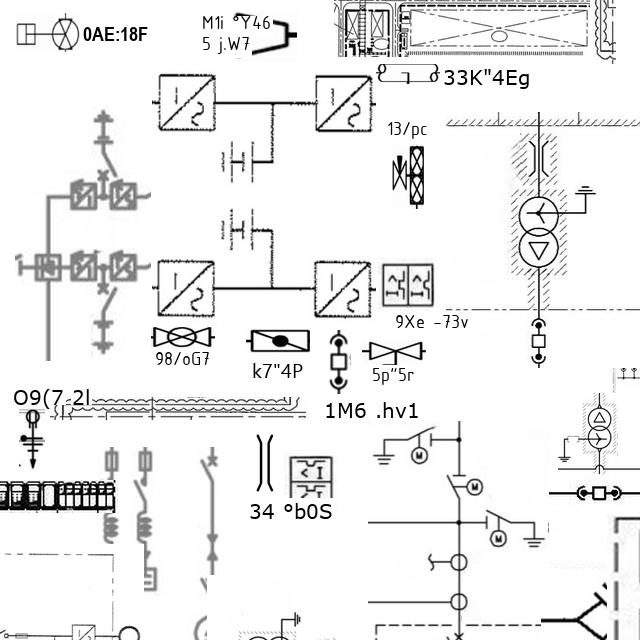 M1i °Y46
5 j.W7
0AE:18F
33K"4Eg
13/pc
9Xe -73v
98/oG7
k7"4P
5p"5r
1M6 .hv1
O9(7.2l
34 °b0S
M
M
M